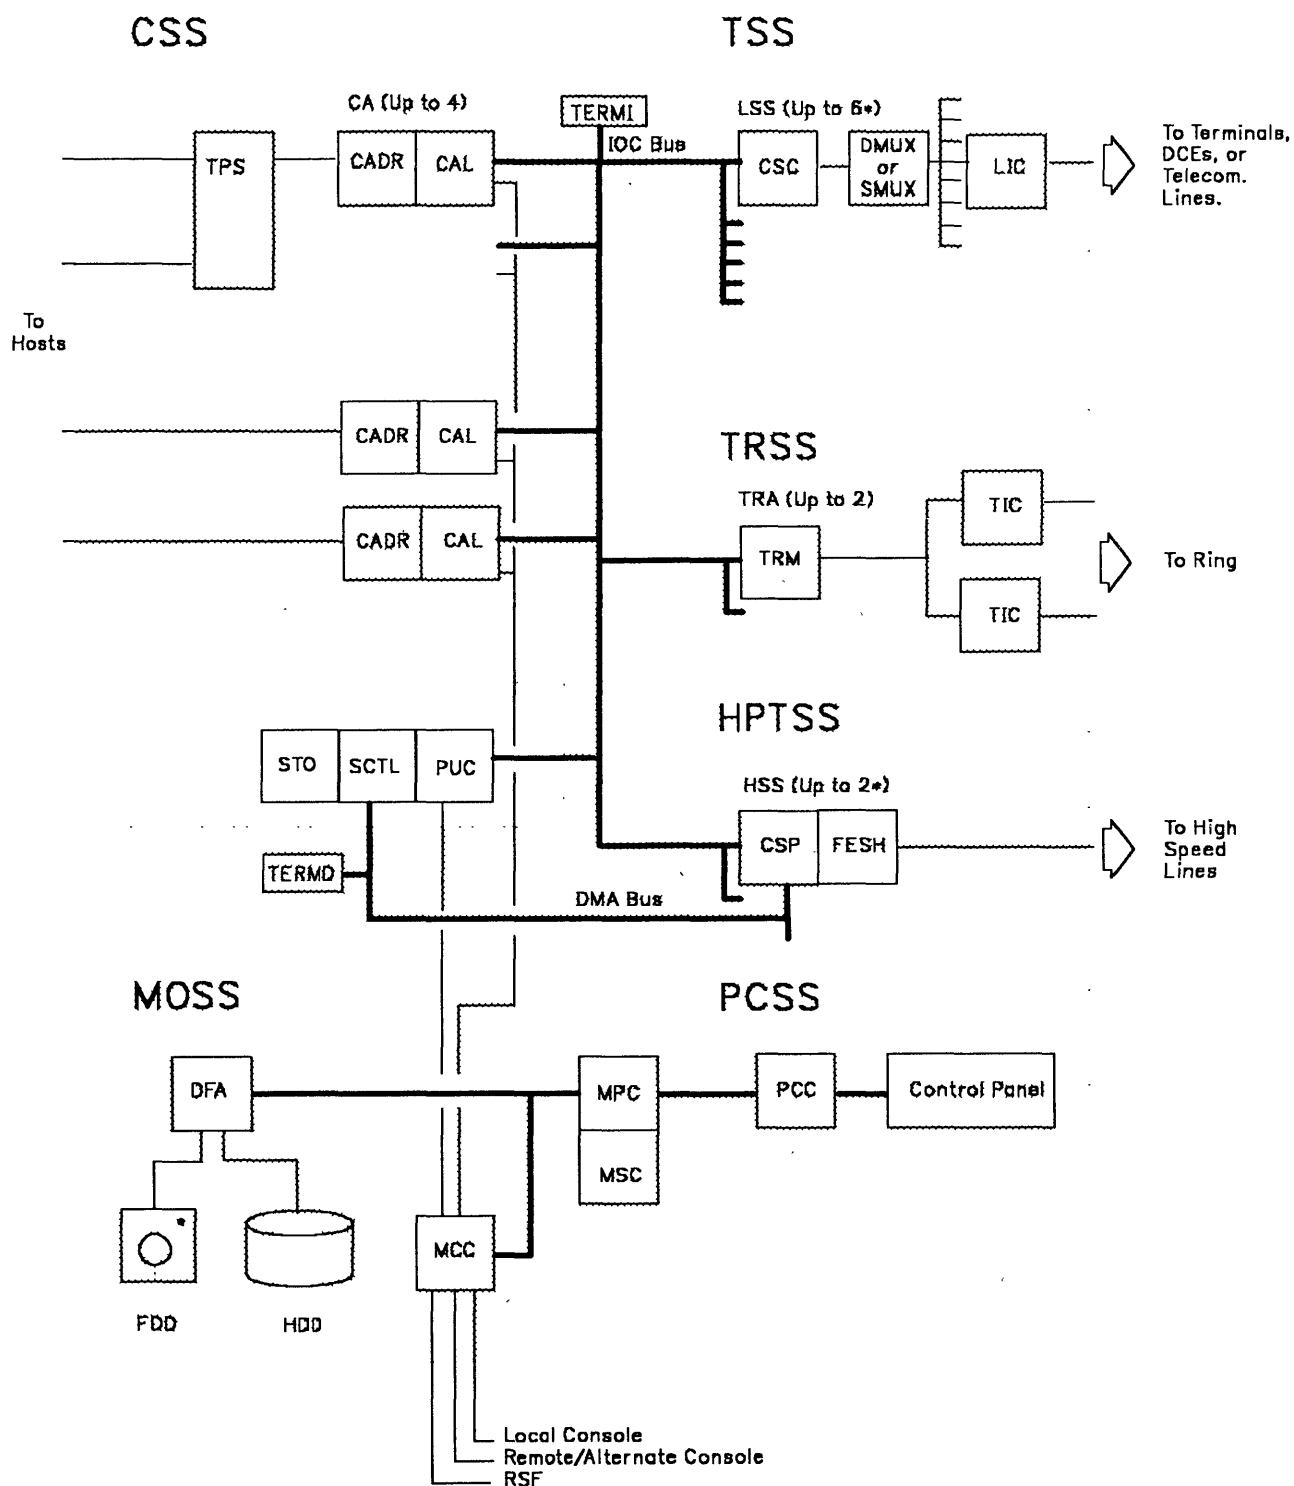 CSS
TSS
CA (Up to 4)
TERMI
LSS (Up to 6*)
IOC Bus
TPS
CADR
CAL
CSC
DMUX
or
SMUX
LIC
To Terminals,
DCEs, or
Telecom.
Lines.
To
Hosts
CADR
CAL
TRSS
TRA (Up to 2)
TIC
CADR
CAL
TRM
To Ring
TIC
HPTSS
STO
SCTL
PUC
HSS (Up to 2*)
CSP
FESH
To High
Speed
Lines
TERMD
DMA Bus
MOSS
PCSS
DFA
MPC
PCC
Control Panel
MSC
MCC
FDD
HDD
Local Console
Remote/Alternate Console
RSF